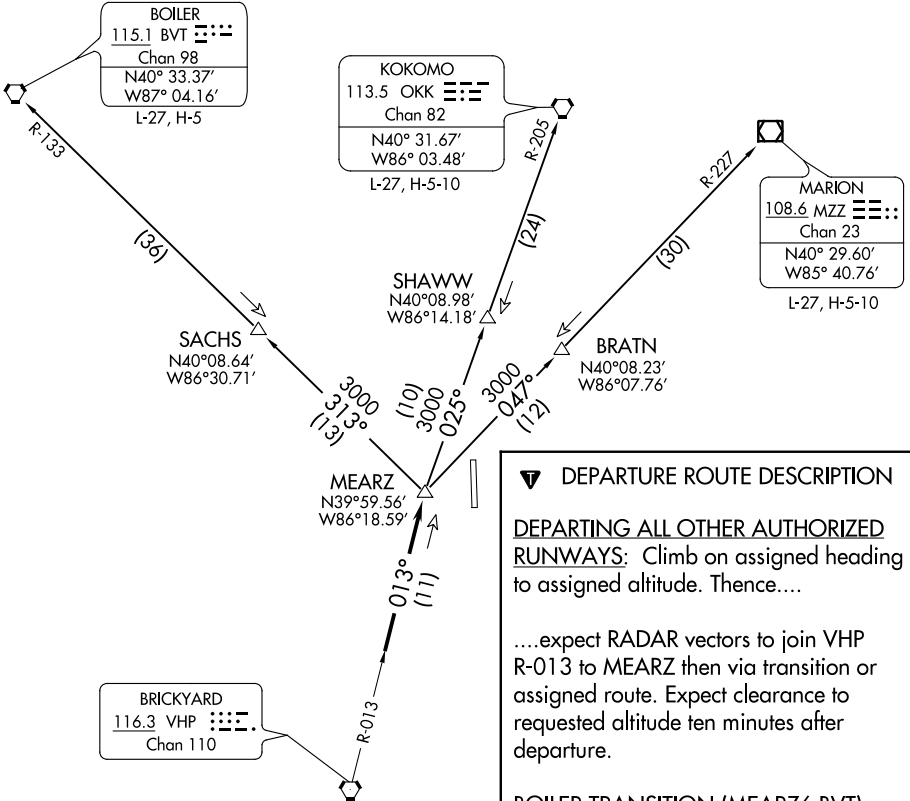 BOILER
115.1 BVT
Chan 98
N40° 33.37′
W87° 04.16′
L-27, H-5
KOKOMO
113.5 OKK
Chan 82
N40° 31.67′
W86° 03.48′
L-27, H-5-10
MARION
108.6 MZZ
Chan 23
N40° 29.60′
W85° 40.76′
L-27, H-5-10
R-133
R-205
R-227
(36)
(24)
(30)
SHAWW
N40°08.98′
W86°14.18′
SACHS
N40°08.64′
W86°30.71′
BRATN
N40°08.23′
W86°07.76′
3000
313°
(13)
(10)
3000
025°
3000
047°
(12)
MEARZ
N39°59.56′
W86°18.59′
013°
(11)
R-013
BRICKYARD
116.3 VHP
Chan 110
T DEPARTURE ROUTE DESCRIPTION
DEPARTING ALL OTHER AUTHORIZED
RUNWAYS: Climb on assigned heading
to assigned altitude. Thence....
....expect RADAR vectors to join VHP
R-013 to MEARZ then via transition or
assigned route. Expect clearance to
requested altitude ten minutes after
departure.
BOILER TRANSITION (MEARZ6.BVT)